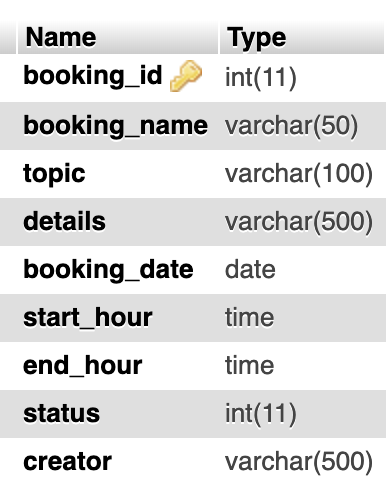 Name Type
booking_id int(11)
booking_name varchar(50)
topic varchar(100)
details varchar(500)
booking_date date
start_hour time
end_hour time
status int(11)
creator varchar(500)